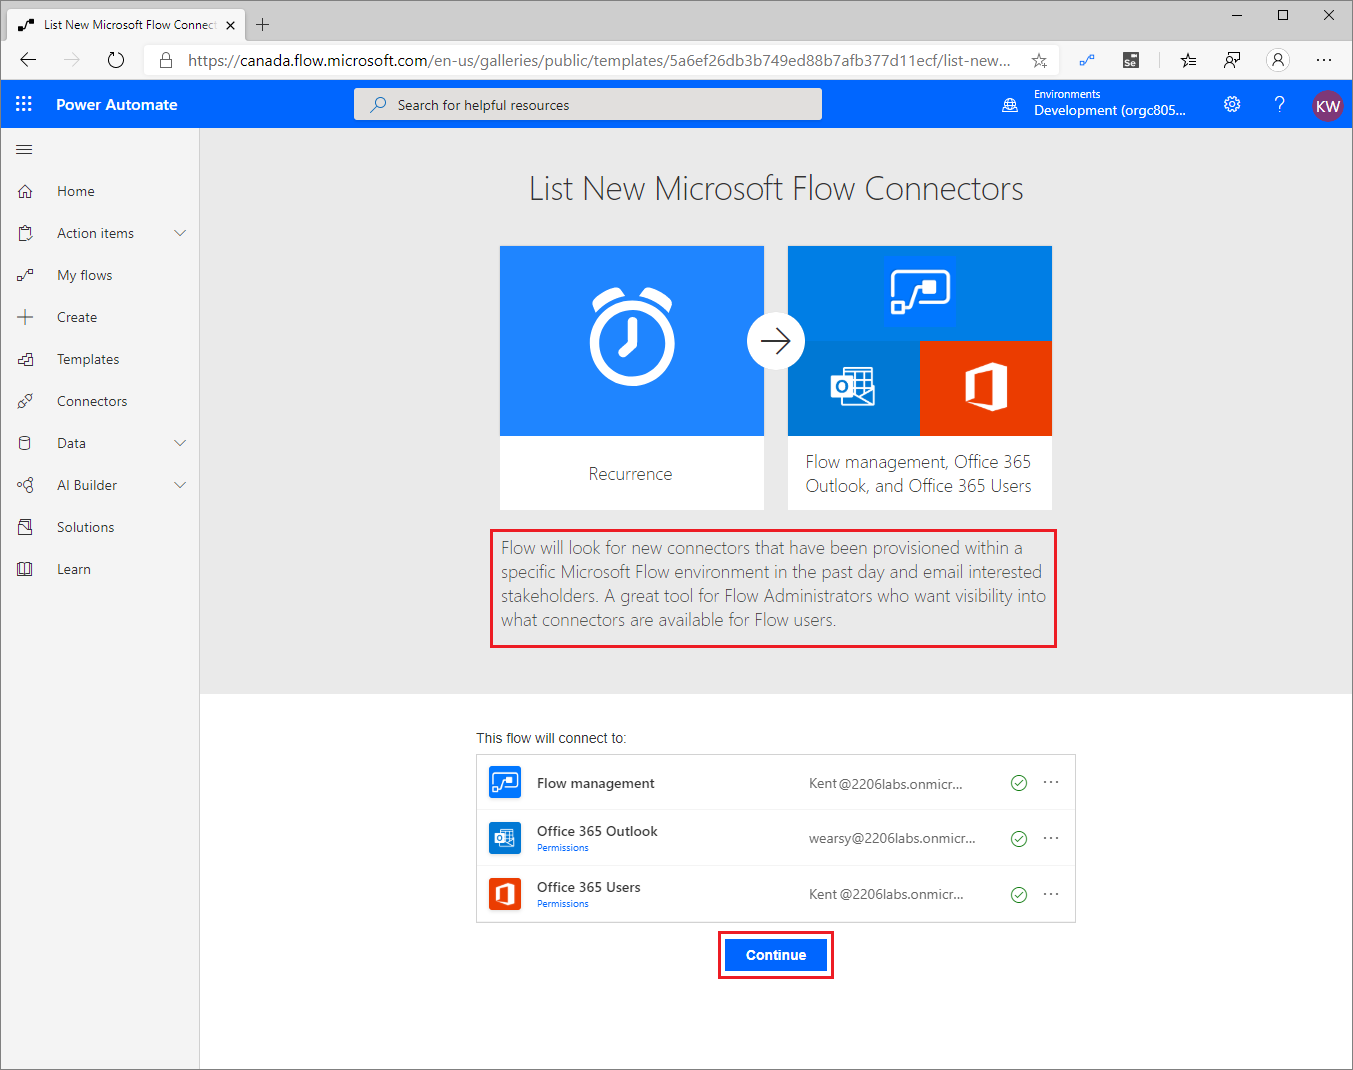 List New Microsoft Flow Connect
https://canada.flow.microsoft.com/en-us/galleries/public/templates/5a6ef26db3b749ed88b7afb377d11ecf/list-new...
Se
Power Automate
Search for helpful resources
Environments
Development (orgc805...
?
KW
Home
Action items
My flows
Create
Templates
Connectors
Data
AI Builder
Solutions
Learn
List New Microsoft Flow Connectors
Recurrence
Flow management, Office 365
Outlook, and Office 365 Users
Flow will look for new connectors that have been provisioned within a
specific Microsoft Flow environment in the past day and email interested
stakeholders. A great tool for Flow Administrators who want visibility into
what connectors are available for Flow users.
This flow will connect to:
Flow management
Kent@2206labs.onmicr...
Office 365 Outlook
Permissions
wearsy@2206labs.onmicr...
Office 365 Users
Permissions
Kent @2206labs.onmicr...
Continue